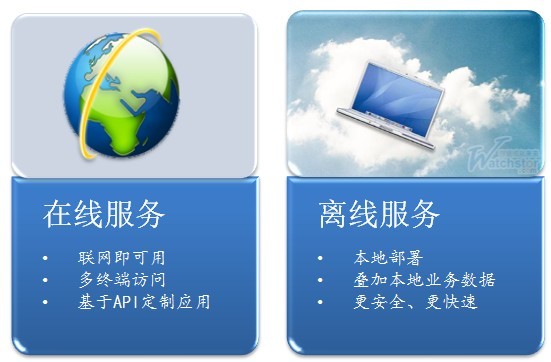 Watchstor
在线服务
• 联网即可用
• 多终端访问
• 基于API定制应用
离线服务
• 本地部署
• 叠加本地业务数据
• 更安全、更快速